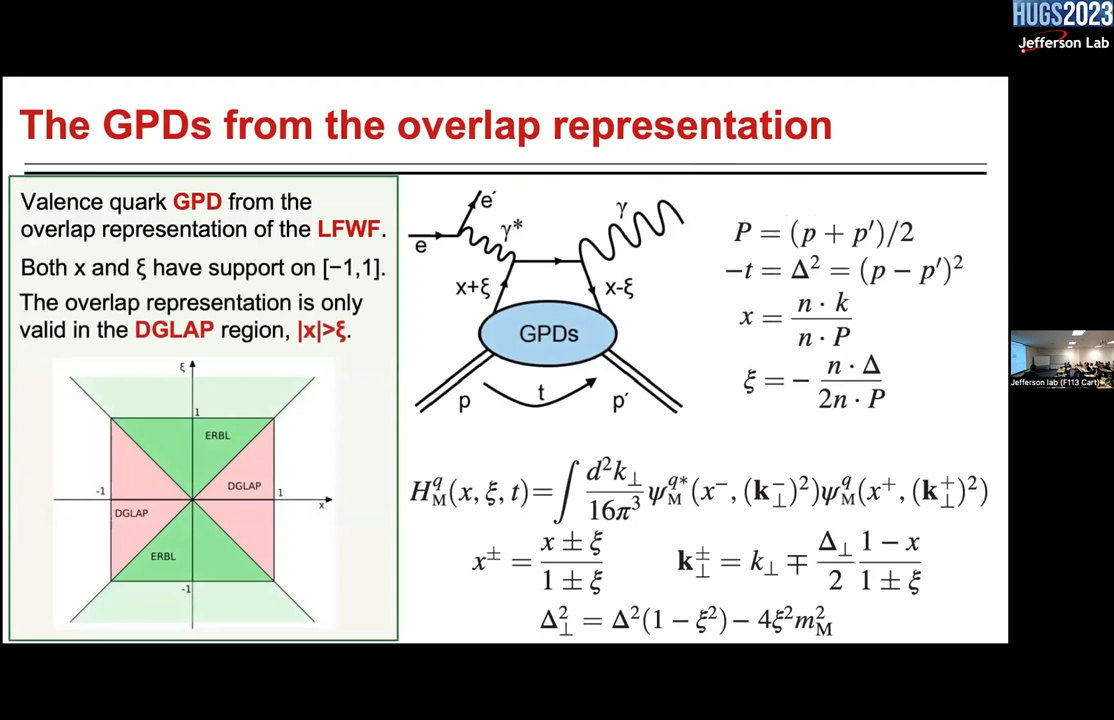 HUGS2023
Jefferson Lab
The GPDs from the overlap representation
Valence quark GPD from the
overlap representation of the LFWF.
Both x and ξ have support on [−1,1].
The overlap representation is only
valid in the DGLAP region, |x|>ξ.
ξ
1
ERBL
DGLAP
-1
1
x
DGLAP
ERBL
-1
e´
γ*
γ
e
x+ξ
x-ξ
GPDs
p
t
p´
P = (p + p′)/2
−t = Δ² = (p − p′)²
x = n · k / n · P
ξ = − n · Δ / 2n · P
H^q_M(x, ξ, t)= ∫ d²k⊥/16π³ ψ^{q*}_M(x⁻, (k⊥⁻)²)ψ^q_M(x⁺, (k⊥⁺)²)
x^± = x ± ξ / 1 ± ξ
k⊥^± = k⊥ ∓ Δ⊥/2 1 − x / 1 ± ξ
Δ⊥² = Δ²(1 − ξ²) − 4ξ²m²_M
Jefferson lab (F113 Cart)